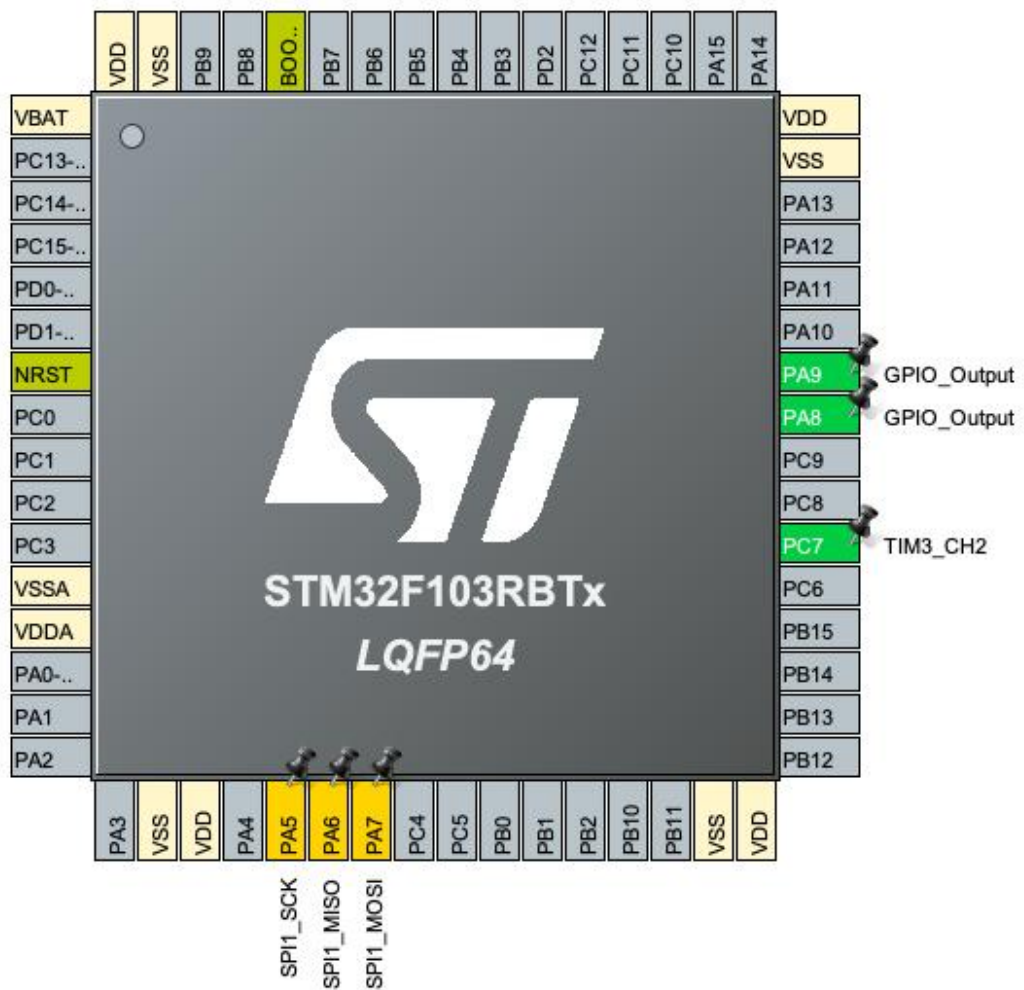 VDD
VSS
PB9
PB8
BOO..
PB7
PB6
PB5
PB4
PB3
PD2
PC12
PC11
PC10
PA15
PA14
VBAT
PC13-..
PC14-..
PC15-..
PD0-..
PD1-..
NRST
PC0
PC1
PC2
PC3
VSSA
VDDA
PA0-..
PA1
PA2
VDD
VSS
PA13
PA12
PA11
PA10
PA9 GPIO_Output
PA8 GPIO_Output
PC9
PC8
PC7 TIM3_CH2
PC6
PB15
PB14
PB13
PB12
ST
STM32F103RBTx
LQFP64
PA3
VSS
VDD
PA4
PA5
PA6
PA7
PC4
PC5
PB0
PB1
PB2
PB10
PB11
VSS
VDD
SPI1_SCK
SPI1_MISO
SPI1_MOSI